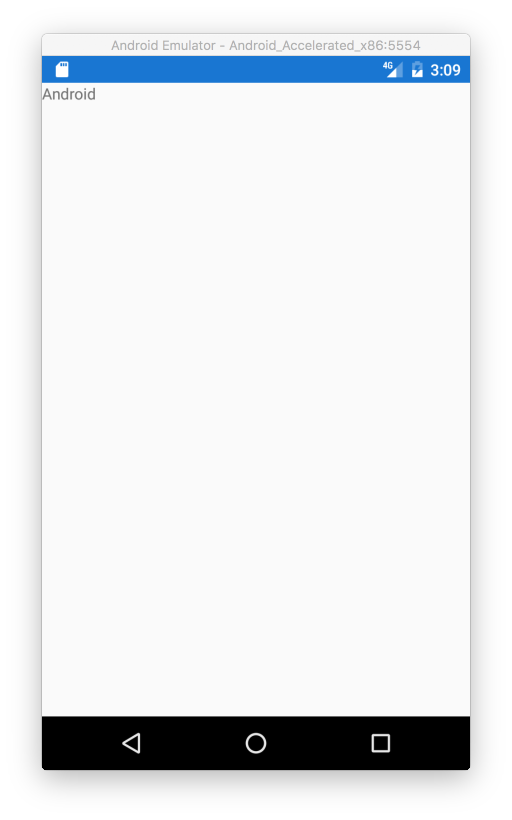 Android Emulator - Android_Accelerated_x86:5554
4G 3:09
Android